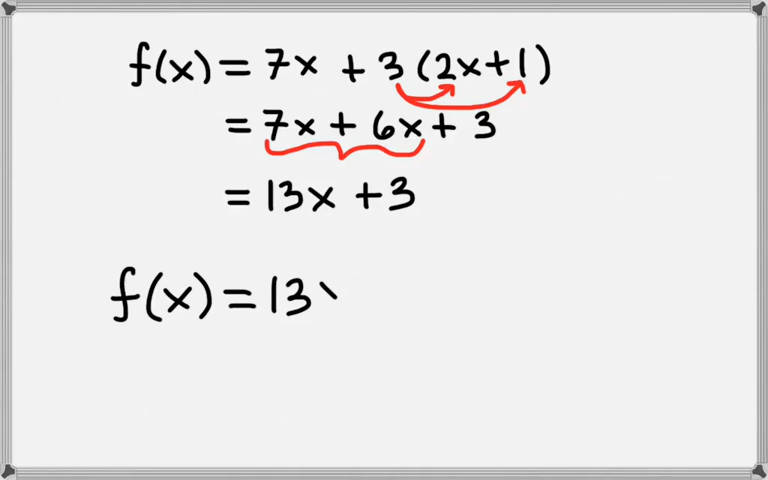 f(x) = 7x + 3(2x+1)
= 7x + 6x + 3
= 13x + 3
f(x) = 13